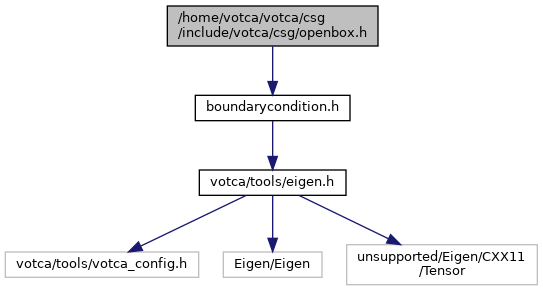 /home/votca/votca/csg
/include/votca/csg/openbox.h
boundarycondition.h
votca/tools/eigen.h
votca/tools/votca_config.h
Eigen/Eigen
unsupported/Eigen/CXX11
/Tensor